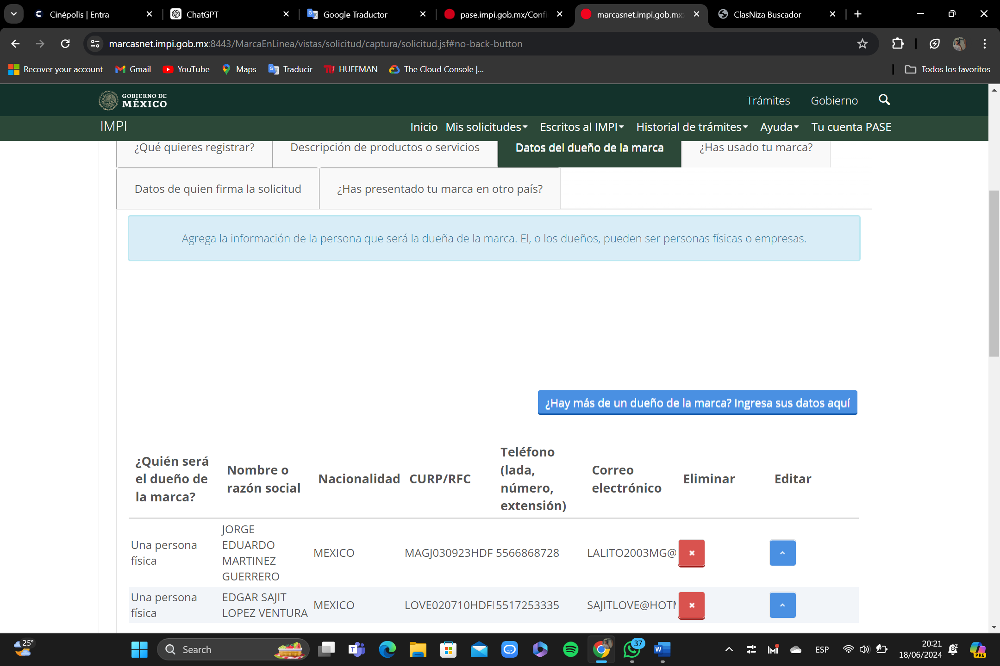 Cinépolis | Entra
ChatGPT
Google Traductor
pase.impi.gob.mx/Confi
marcasnet.impi.gob.mx:
ClasNiza Buscador
marcasnet.impi.gob.mx:8443/MarcaEnLinea/vistas/solicitud/captura/solicitud.jsf#no-back-button
Recover your account
Gmail
YouTube
Maps
Traducir
HUFFMAN
The Cloud Console |...
Todos los favoritos
GOBIERNO DE
MÉXICO
Trámites
Gobierno
IMPI
Inicio
Mis solicitudes
Escritos al IMPI
Historial de trámites
Ayuda
Tu cuenta PASE
¿Qué quieres registrar?
Descripción de productos o servicios
Datos del dueño de la marca
¿Has usado tu marca?
Datos de quien firma la solicitud
¿Has presentado tu marca en otro país?
Agrega la información de la persona que será la dueña de la marca. El, o los dueños, pueden ser personas físicas o empresas.
¿Hay más de un dueño de la marca? Ingresa sus datos aquí
¿Quién será
el dueño de
la marca?
Nombre o
razón social
Nacionalidad
CURP/RFC
Teléfono
(lada,
número,
extensión)
Correo
electrónico
Eliminar
Editar
Una persona
física
JORGE
EDUARDO
MARTINEZ
GUERRERO
MEXICO
MAGJ030923HDF
5566868728
LALITO2003MG@
Una persona
física
EDGAR SAJIT
LOPEZ VENTURA
MEXICO
LOVE020710HDF
5517253335
SAJITLOVE@HOT
25°
Search
37
ESP
20:21
18/06/2024
PRE